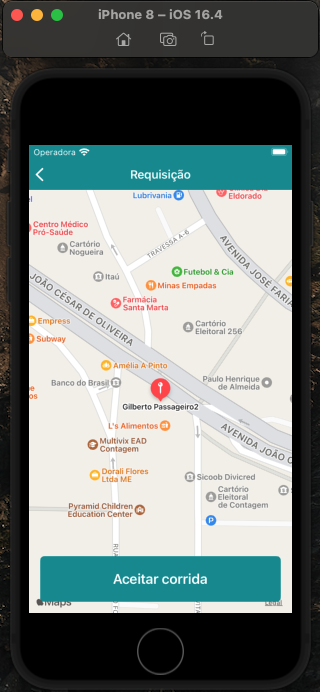 iPhone 8 – iOS 16.4
Operadora
Requisição
Lubrivania
Eldorado
Centro Médico
Pró-Saúde
Cartório
Nogueira
TRAVESSA A-6
AVENIDA JOSÉ FARI
Itaú
Futebol & Cia
Minas Empadas
Farmácia
Santa Marta
JOÃO CÉSAR DE OLIVEIRA
Empress
Subway
Cartório
Eleitoral 256
Amélia A Pinto
Banco do Brasil
Paulo Henrique
de Almeida
Gilberto Passageiro2
L's Alimentos
AVENIDA JOÃO C
Multivix EAD
Contagem
Dorali Flores
Ltda ME
Sicoob Divicred
Cartório
Eleitoral
de Contagem
Pyramid Children
Education Center
P
RUA
Aceitar corrida
Maps
Legal